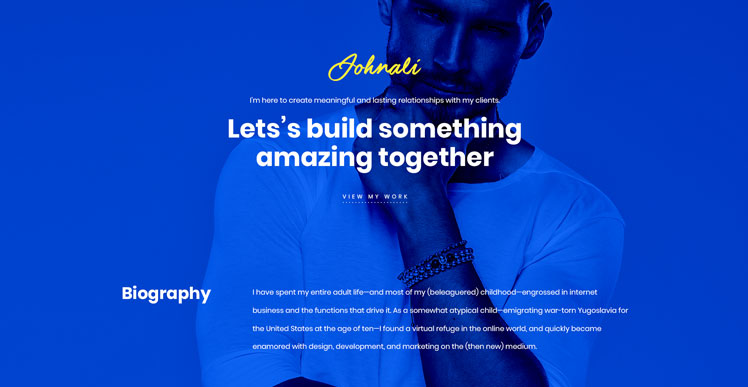 Johnali
I'm here to create meaningful and lasting relationships with my clients.
Lets's build something
amazing together
VIEW MY WORK
Biography
I have spent my entire adult life—and most of my (beleaguered) childhood—engrossed in internet
business and the functions that drive it. As a somewhat atypical child—emigrating war-torn Yugoslavia for
the United States at the age of ten—I found a virtual refuge in the online world, and quickly became
enamored with design, development, and marketing on the (then new) medium.